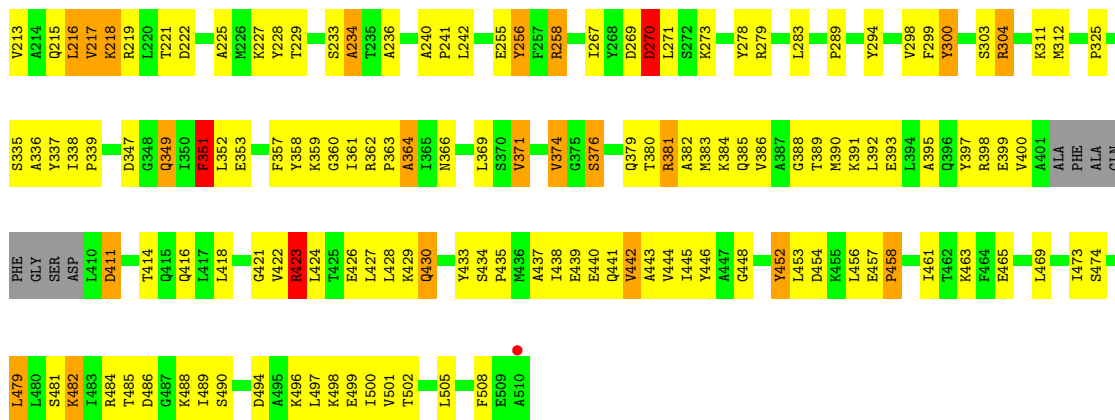 V213 A214 Q215 L216 V217 K218 R219 L220 T221 D222 A225 M226 K227 Y228 T229 S233 A234 T235 A236 A240 P241 L242 E255 Y256 F257 R258 I267 Y268 D269 D270 L271 S272 K273 Y278 R279 L283 P289 Y294 V298 F299 Y300 S303 R304 K311 M312 P325
S335 A336 Y337 I338 P339 D347 G348 Q349 I350 F351 L352 E353 F357 Y358 K359 G360 I361 R362 P363 A364 I365 N366 L369 S370 V371 V374 G375 S376 Q379 T380 R381 A382 M383 K384 Q385 V386 A387 G388 T389 M390 K391 L392 E393 L394 A395 Q396 Y397 R398 E399 V400 A401 ALA PHE ALA GLN
PHE GLY SER ASP L410 D411 T414 Q415 Q416 L417 L418 G421 V422 R423 L424 T425 E426 L427 L428 K429 Q430 Y433 S434 P435 M436 A437 I438 E439 E440 Q441 V442 A443 V444 I445 Y446 A447 G448 Y452 L453 D454 K455 L456 E457 P458 I461 T462 K463 F464 E465 L469 I473 S474
L479 L480 S481 K482 I483 R484 T485 D486 G487 K488 I489 S490 D494 A495 K496 L497 K498 E499 I500 V501 T502 L505 F508 E509 A510